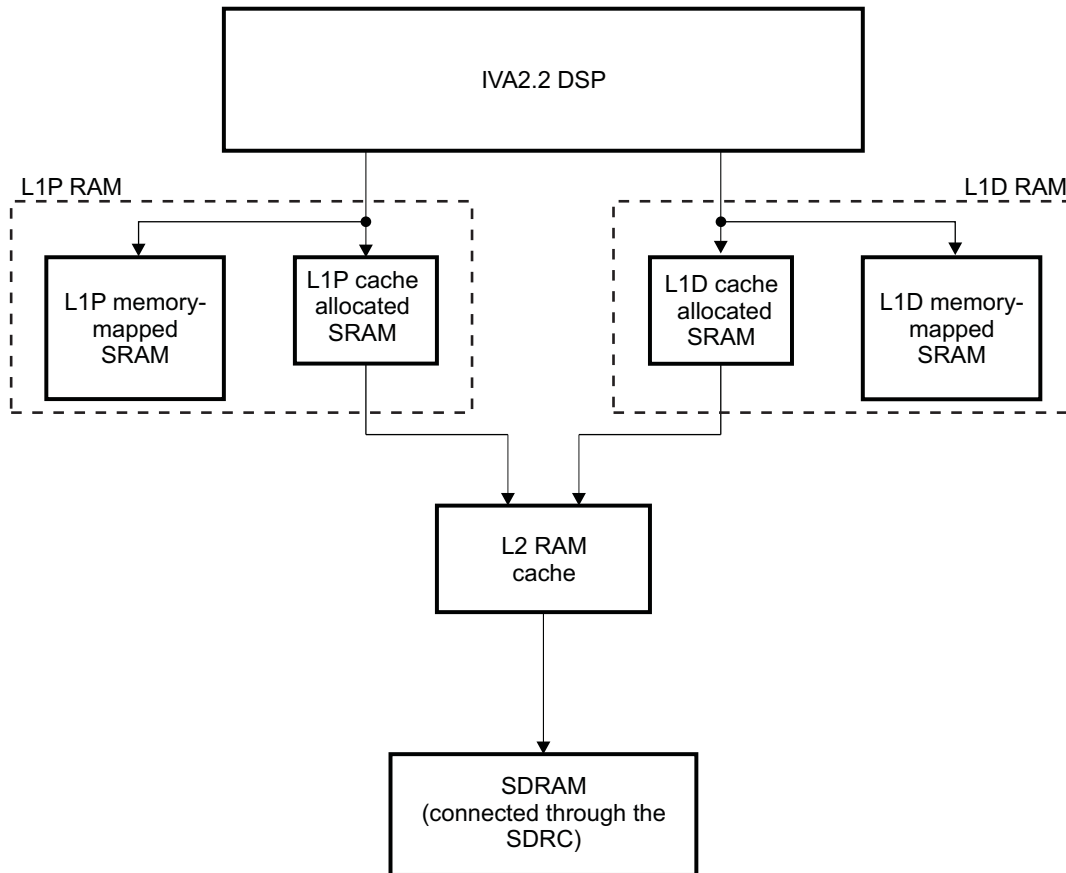 IVA2.2 DSP
L1P RAM
L1D RAM
L1P memory-
mapped
SRAM
L1P cache
allocated
SRAM
L1D cache
allocated
SRAM
L1D memory-
mapped
SRAM
L2 RAM
cache
SDRAM
(connected through the
SDRC)